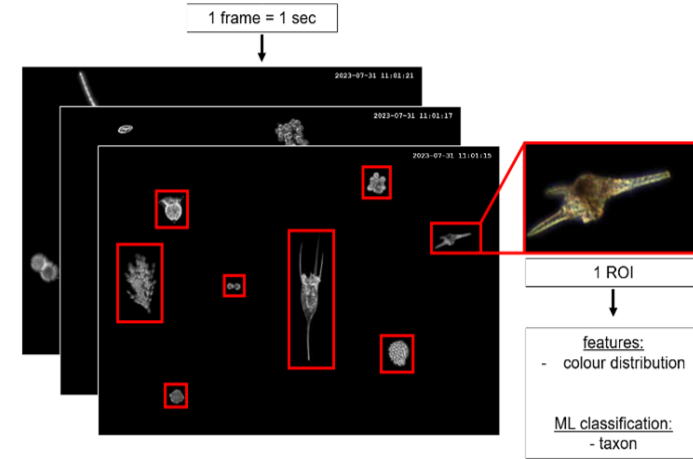 1 frame = 1 sec
2023-07-31 11:01:21
2023-07-31 11:01:17
2023-07-31 11:01:15
1 ROI
features:
- colour distribution
ML classification:
- taxon